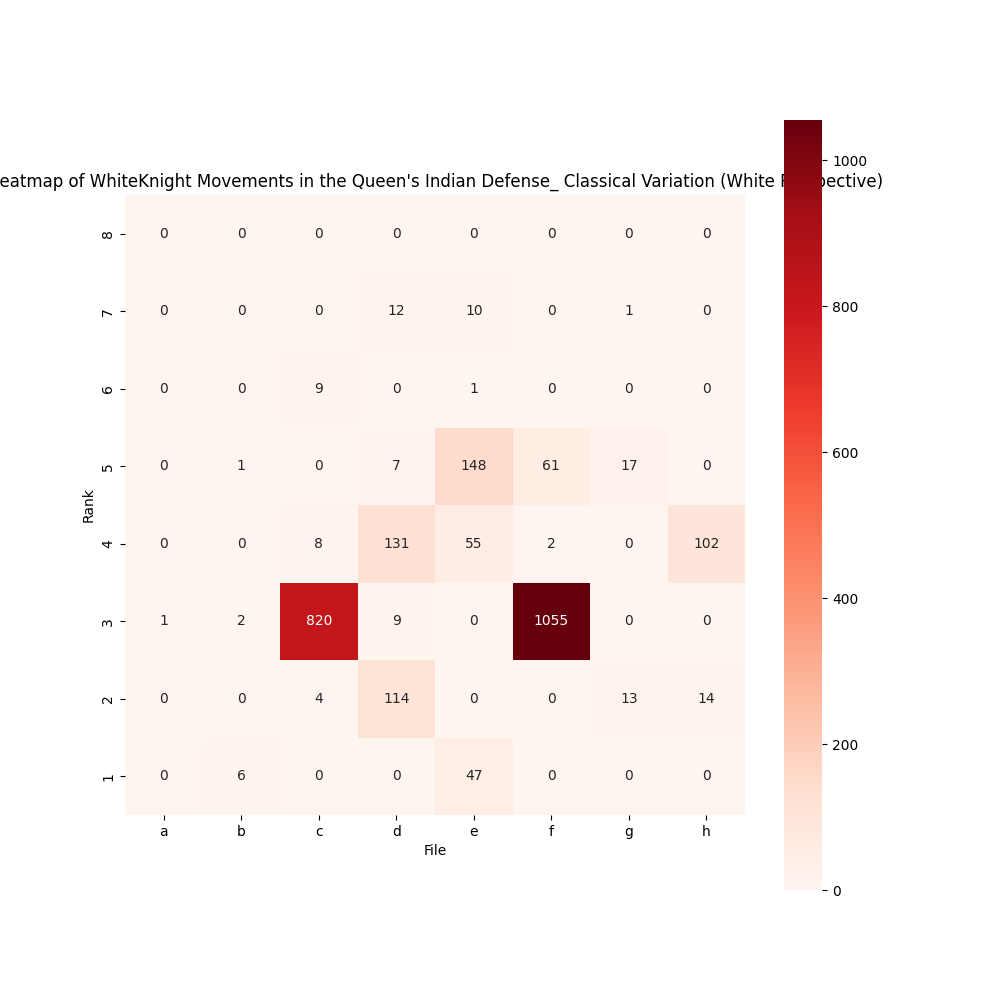 1000
eatmap of WhiteKnight Movements in the Queen's Indian Defense_ Classical Variation (White pective)
8 0 0 0 0 0 0 0 0
7 0 0 0 12 10 0 1 0
800
6 0 0 9 0 1 0 0 0
5 0 1 0 7 148 61 17 0
600
Rank
4 0 0 8 131 55 2 0 102
400
3 1 2 820 9 0 1055 0 0
2 0 0 4 114 0 0 13 14
200
1 0 6 0 0 47 0 0 0
a b c d e f g h
File
0